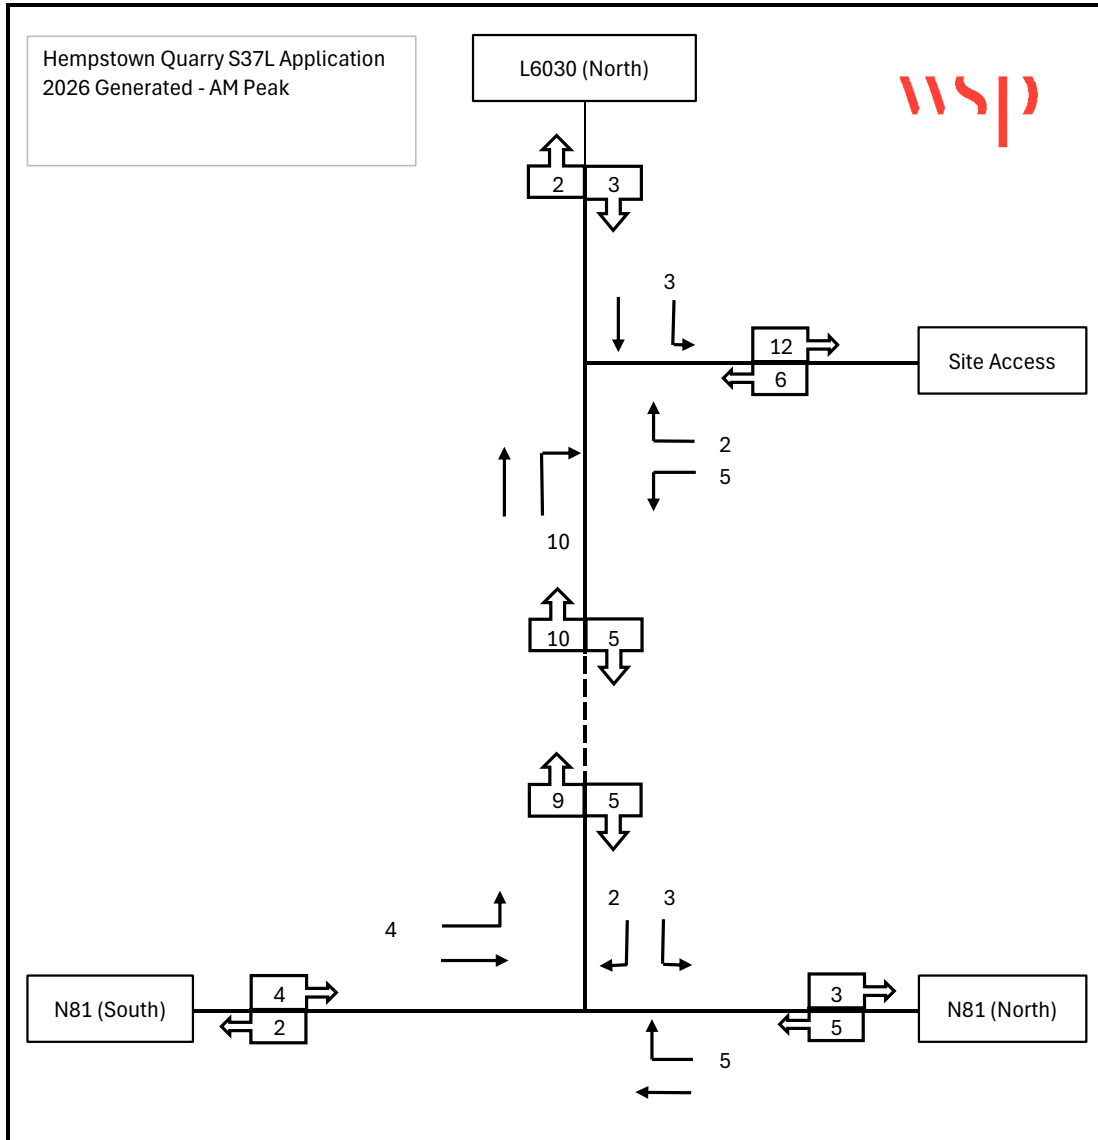 Hempstown Quarry S37L Application
2026 Generated - AM Peak
L6030 (North)
wsp
2 3
3
12
Site Access
6
2
5
10
10 5
9 5
2 3
4
4
3
N81 (South)
N81 (North)
2
5
5